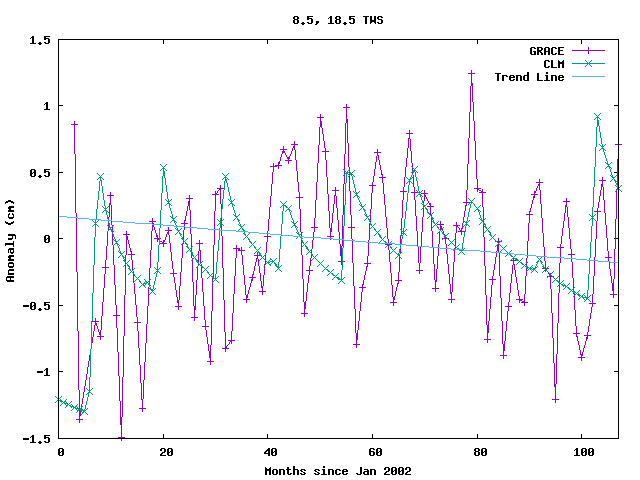 8.5, 18.5 TWS
GRACE
CLM
Trend Line
1.5
1
0.5
0
-0.5
-1
-1.5
Anomaly (cm)
0 20 40 60 80 100
Months since Jan 2002